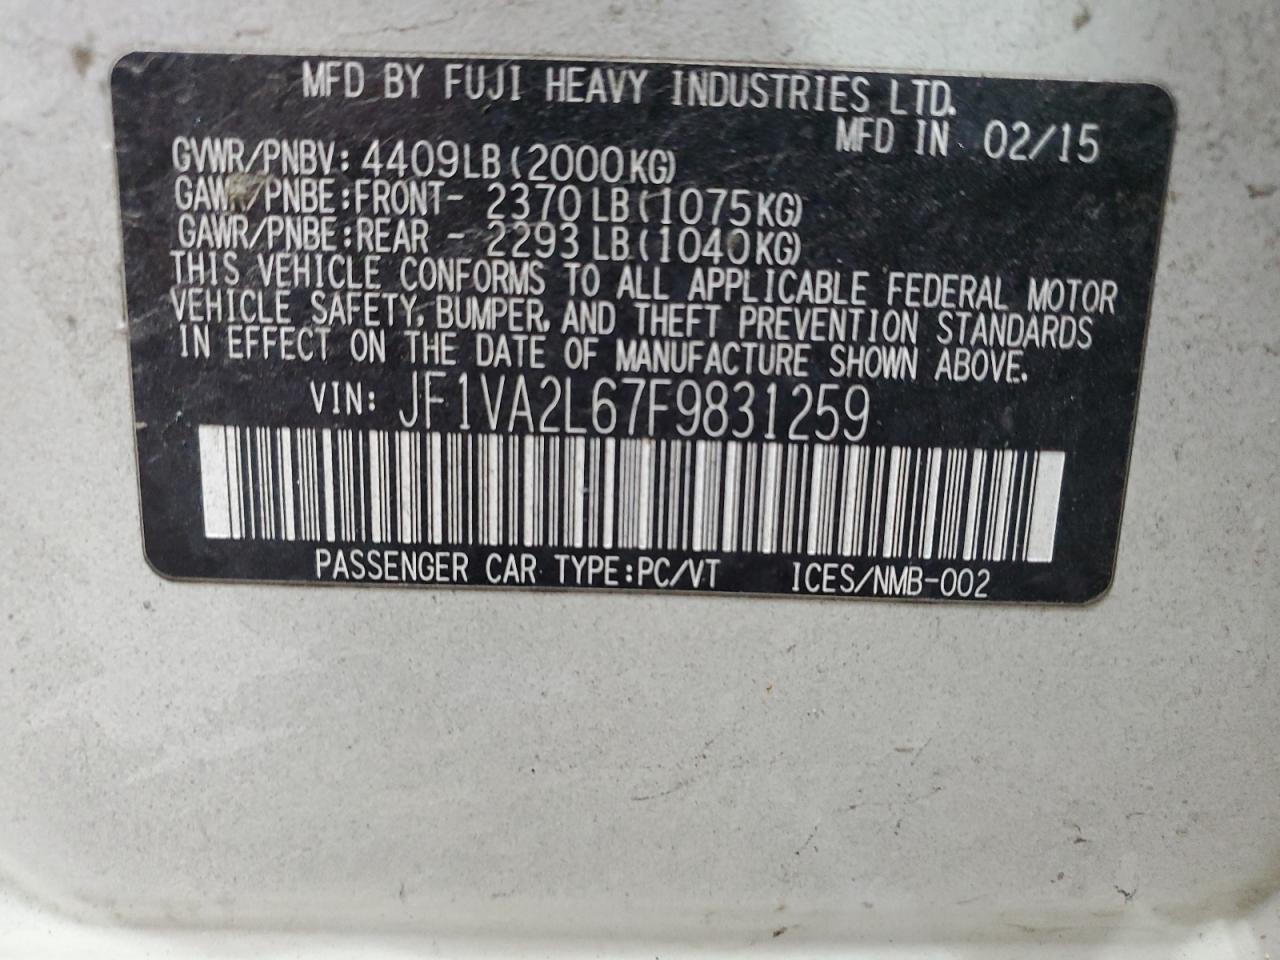 MFD BY FUJI HEAVY INDUSTRIES LTD.
MFD IN 02/15
GVWR/PNBV: 4409LB (2000KG)
GAWR/PNBE:FRONT- 2370 LB (1075KG)
GAWR/PNBE:REAR - 2293 LB (1040KG)
THIS VEHICLE CONFORMS TO ALL APPLICABLE FEDERAL MOTOR
VEHICLE SAFETY, BUMPER, AND THEFT PREVENTION STANDARDS
IN EFFECT ON THE DATE OF MANUFACTURE SHOWN ABOVE.
VIN: JF1VA2L67F9831259
PASSENGER CAR TYPE:PC/VT ICES/NMB-002